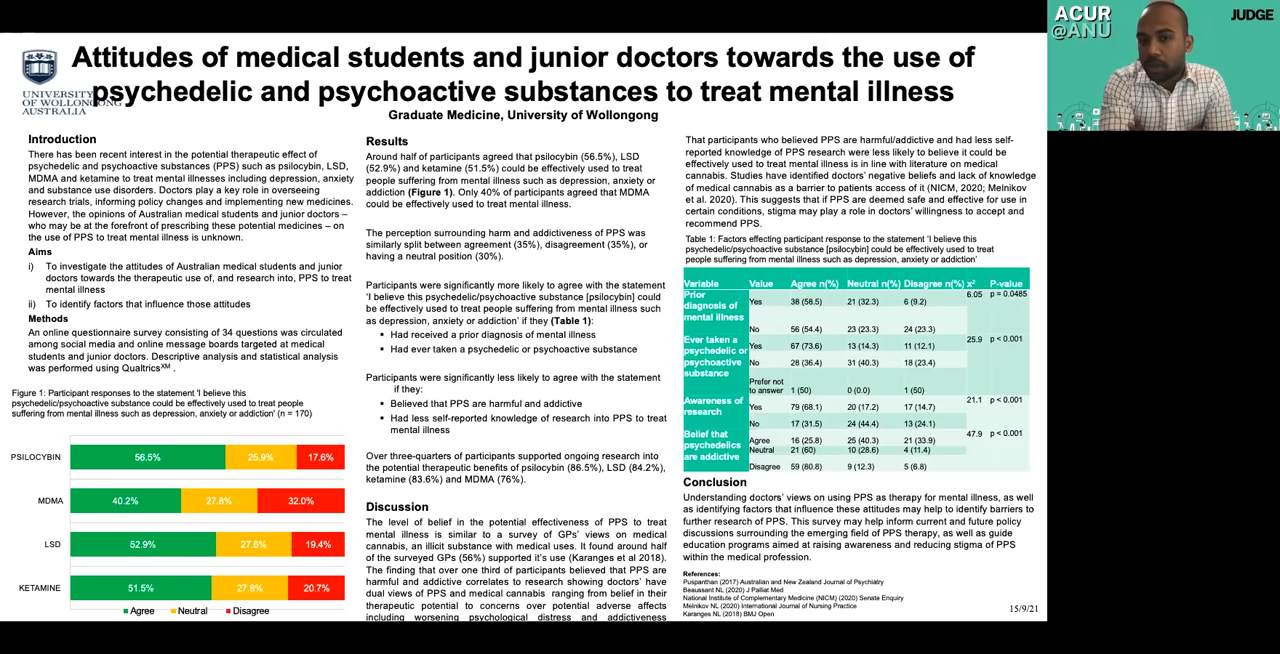 Attitudes of medical students and junior doctors towards the use of
psychedelic and psychoactive substances to treat mental illness
UNIVERSITY
OF WOLLONGONG
AUSTRALIA
Graduate Medicine, University of Wollongong
Introduction
There has been recent interest in the potential therapeutic effect of
psychedelic and psychoactive substances (PPS) such as psilocybin, LSD,
MDMA and ketamine to treat mental illnesses including depression, anxiety
and substance use disorders. Doctors play a key role in overseeing
research trials, informing policy changes and implementing new medicines.
However, the opinions of Australian medical students and junior doctors –
who may be at the forefront of prescribing these potential medicines – on
the use of PPS to treat mental illness is unknown.
Aims
i) To investigate the attitudes of Australian medical students and junior
doctors towards the therapeutic use of, and research into, PPS to treat
mental illness
ii) To identify factors that influence those attitudes
Methods
An online questionnaire survey consisting of 34 questions was circulated
among social media and online message boards targeted at medical
students and junior doctors. Descriptive analysis and statistical analysis
was performed using Qualtrics XM .
Figure 1: Participant responses to the statement 'I believe this
psychedelic/psychoactive substance could be effectively used to treat people
suffering from mental illness such as depression, anxiety or addiction' (n = 170)
PSILOCYBIN 56.5% 25.9% 17.6%
MDMA 40.2% 27.8% 32.0%
LSD 52.9% 27.6% 19.4%
KETAMINE 51.5% 27.8% 20.7%
Agree Neutral Disagree
Results
Around half of participants agreed that psilocybin (56.5%), LSD
(52.9%) and ketamine (51.5%) could be effectively used to treat
people suffering from mental illness such as depression, anxiety or
addiction (Figure 1). Only 40% of participants agreed that MDMA
could be effectively used to treat mental illness.
The perception surrounding harm and addictiveness of PPS was
similarly split between agreement (35%), disagreement (35%), or
having a neutral position (30%).
Participants were significantly more likely to agree with the statement
'I believe this psychedelic/psychoactive substance [psilocybin] could
be effectively used to treat people suffering from mental illness such
as depression, anxiety or addiction' if they (Table 1):
▪ Had received a prior diagnosis of mental illness
▪ Had ever taken a psychedelic or psychoactive substance
Participants were significantly less likely to agree with the statement
if they:
▪ Believed that PPS are harmful and addictive
▪ Had less self-reported knowledge of research into PPS to treat
mental illness
Over three-quarters of participants supported ongoing research into
the potential therapeutic benefits of psilocybin (86.5%), LSD (84.2%),
ketamine (83.6%) and MDMA (76%).
Discussion
The level of belief in the potential effectiveness of PPS to treat
mental illness is similar to a survey of GPs' views on medical
cannabis, an illicit substance with medical uses. It found around half
of the surveyed GPs (56%) supported it's use (Karanges et al 2018).
The finding that over one third of participants believed that PPS are
harmful and addictive correlates to research showing doctors' have
dual views of PPS and medical cannabis ranging from belief in their
therapeutic potential to concerns over potential adverse affects
including worsening psychological distress and addictiveness
That participants who believed PPS are harmful/addictive and had less self-
reported knowledge of PPS research were less likely to believe it could be
effectively used to treat mental illness is in line with literature on medical
cannabis. Studies have identified doctors' negative beliefs and lack of knowledge
of medical cannabis as a barrier to patients access of it (NICM, 2020; Melnikov
et al. 2020). This suggests that if PPS are deemed safe and effective for use in
certain conditions, stigma may play a role in doctors' willingness to accept and
recommend PPS.
Table 1: Factors effecting participant response to the statement 'I believe this
psychedelic/psychoactive substance [psilocybin] could be effectively used to treat
people suffering from mental illness such as depression, anxiety or addiction'
Variable Value Agree n(%) Neutral n(%) Disagree n(%) x² P-value
Prior diagnosis of mental illness Yes 38 (58.5) 21 (32.3) 6 (9.2) 6.05 p = 0.0485
No 56 (54.4) 23 (23.3) 24 (23.3)
Ever taken a psychedelic or psychoactive substance Yes 67 (73.6) 13 (14.3) 11 (12.1) 25.9 p < 0.001
No 28 (36.4) 31 (40.3) 18 (23.4)
Prefer not to answer 1 (50) 0 (0.0) 1 (50)
Awareness of research Yes 79 (68.1) 20 (17.2) 17 (14.7) 21.1 p < 0.001
No 17 (31.5) 24 (44.4) 13 (24.1)
Belief that psychedelics are addictive Agree 16 (25.8) 25 (40.3) 21 (33.9) 47.9 p < 0.001
Neutral 21 (60) 10 (28.6) 4 (11.4)
Disagree 59 (80.8) 9 (12.3) 5 (6.8)
Conclusion
Understanding doctors' views on using PPS as therapy for mental illness, as well
as identifying factors that influence these attitudes may help to identify barriers to
further research of PPS. This survey may help inform current and future policy
discussions surrounding the emerging field of PPS therapy, as well as guide
education programs aimed at raising awareness and reducing stigma of PPS
within the medical profession.
References:
Puspanthan (2017) Australian and New Zealand Journal of Psychiatry
Beaussant NL (2020) J Palliat Med
National Institute of Complementary Medicine (NICM) (2020) Senate Enquiry
Melnikov NL (2020) International Journal of Nursing Practice
Karanges NL (2018) BMJ Open
15/9/21
ACUR
@ANU
JUDGE